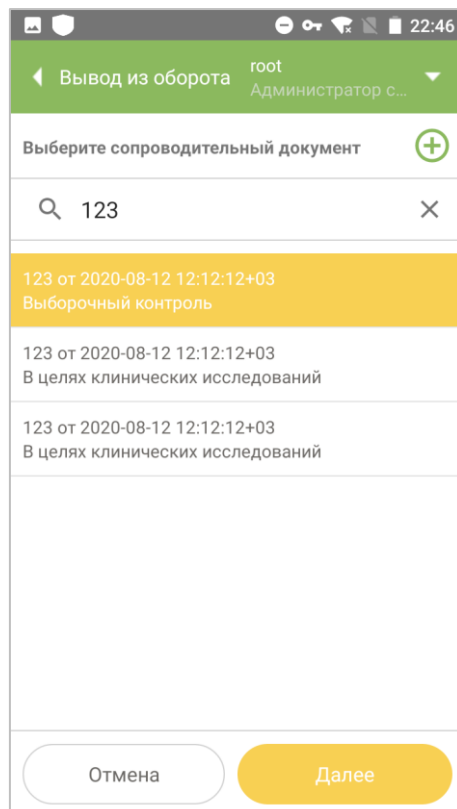 22:46
Вывод из оборота
root
Администратор с...
Выберите сопроводительный документ
123
123 от 2020-08-12 12:12:12+03
Выборочный контроль
123 от 2020-08-12 12:12:12+03
В целях клинических исследований
123 от 2020-08-12 12:12:12+03
В целях клинических исследований
Отмена
Далее